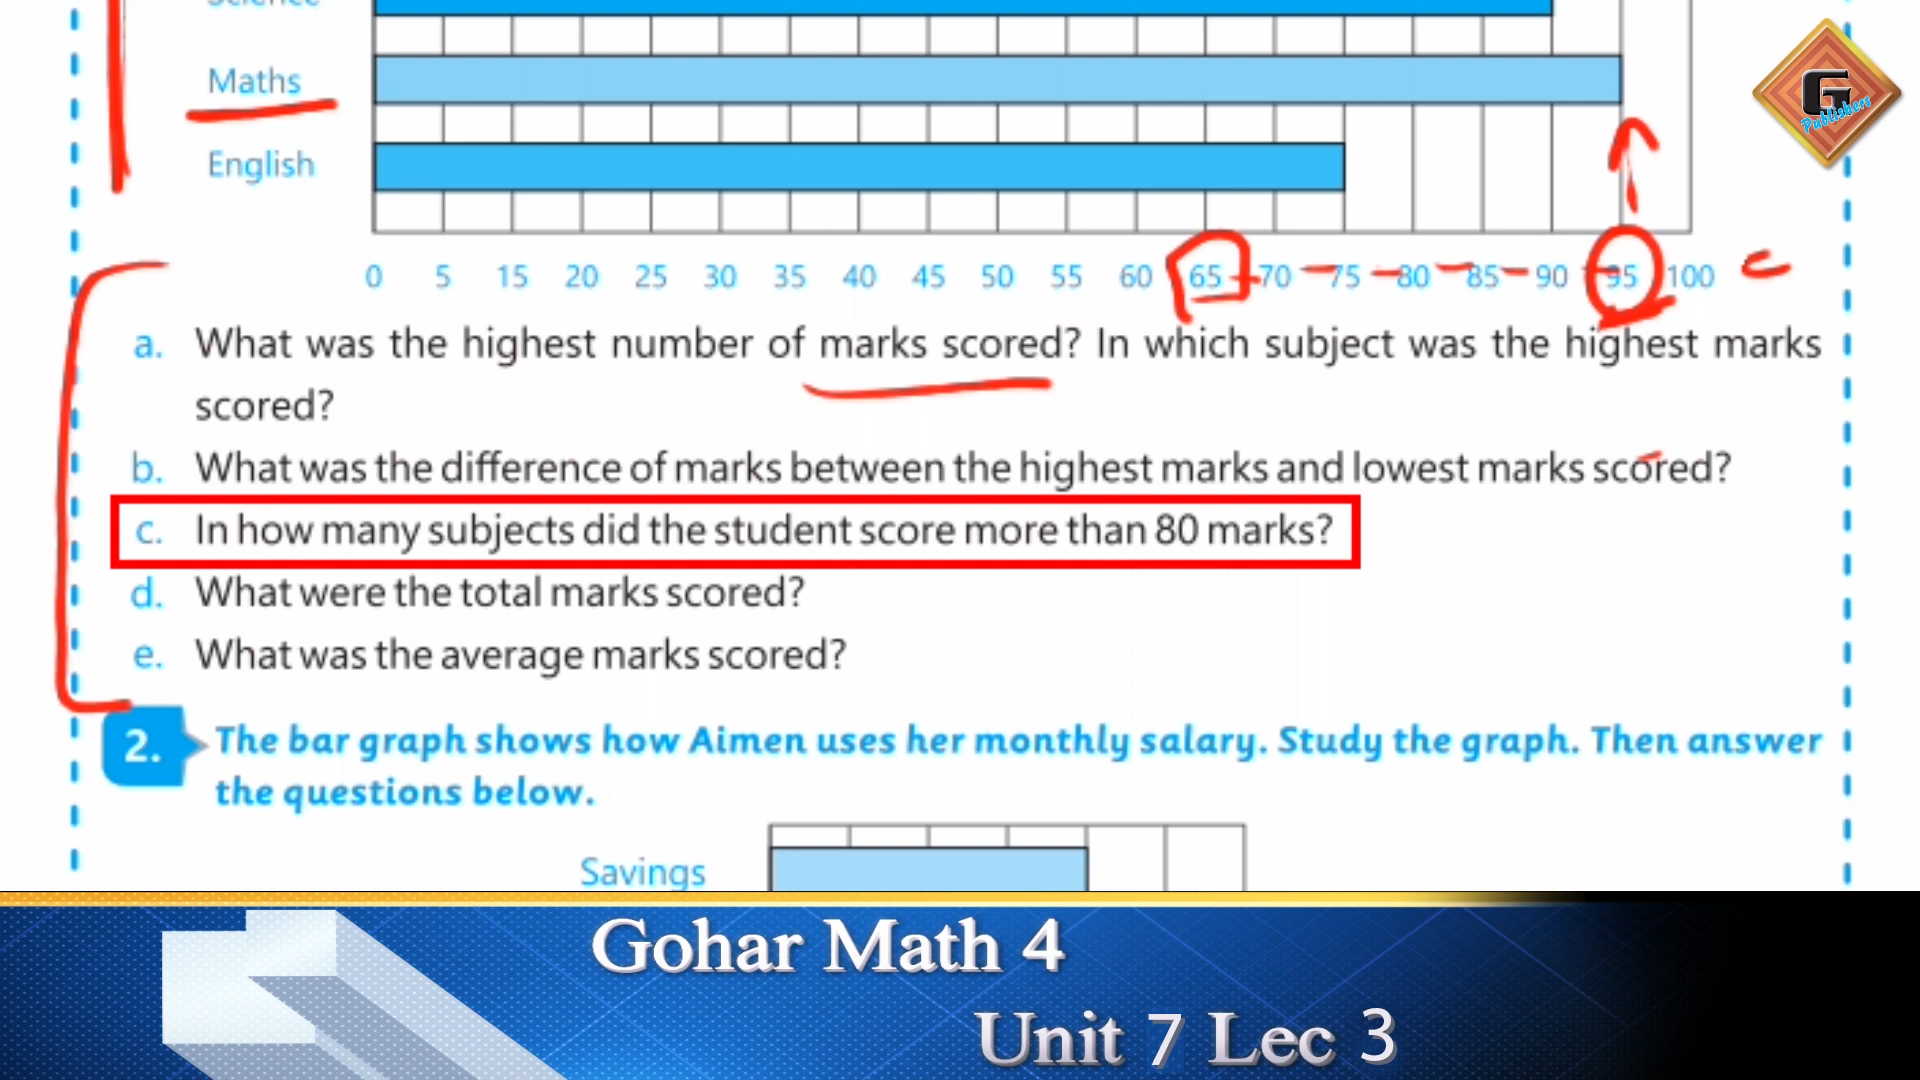 Science
Maths
English
0 5 15 20 25 30 35 40 45 50 55 60 65 70 75 80 85 90 95 100
a. What was the highest number of marks scored? In which subject was the highest marks
scored?
b. What was the difference of marks between the highest marks and lowest marks scored?
c. In how many subjects did the student score more than 80 marks?
d. What were the total marks scored?
e. What was the average marks scored?
2. The bar graph shows how Aimen uses her monthly salary. Study the graph. Then answer
the questions below.
Savings
G
Publishers
Gohar Math 4
Unit 7 Lec 3